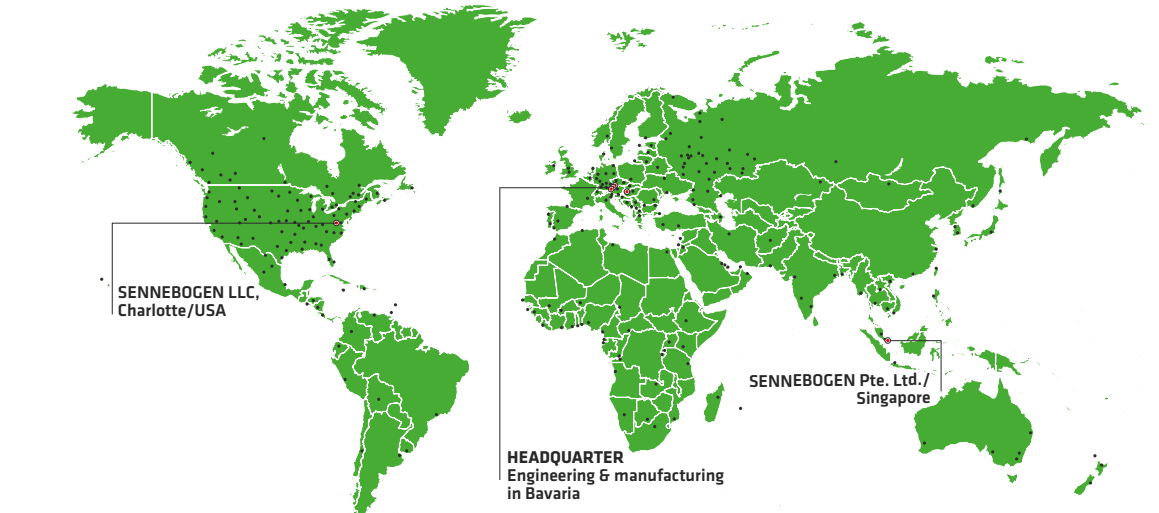 SENNEBOGEN LLC,
Charlotte/USA
SENNEBOGEN Pte. Ltd./
Singapore
HEADQUARTER
Engineering & manufacturing
in Bavaria